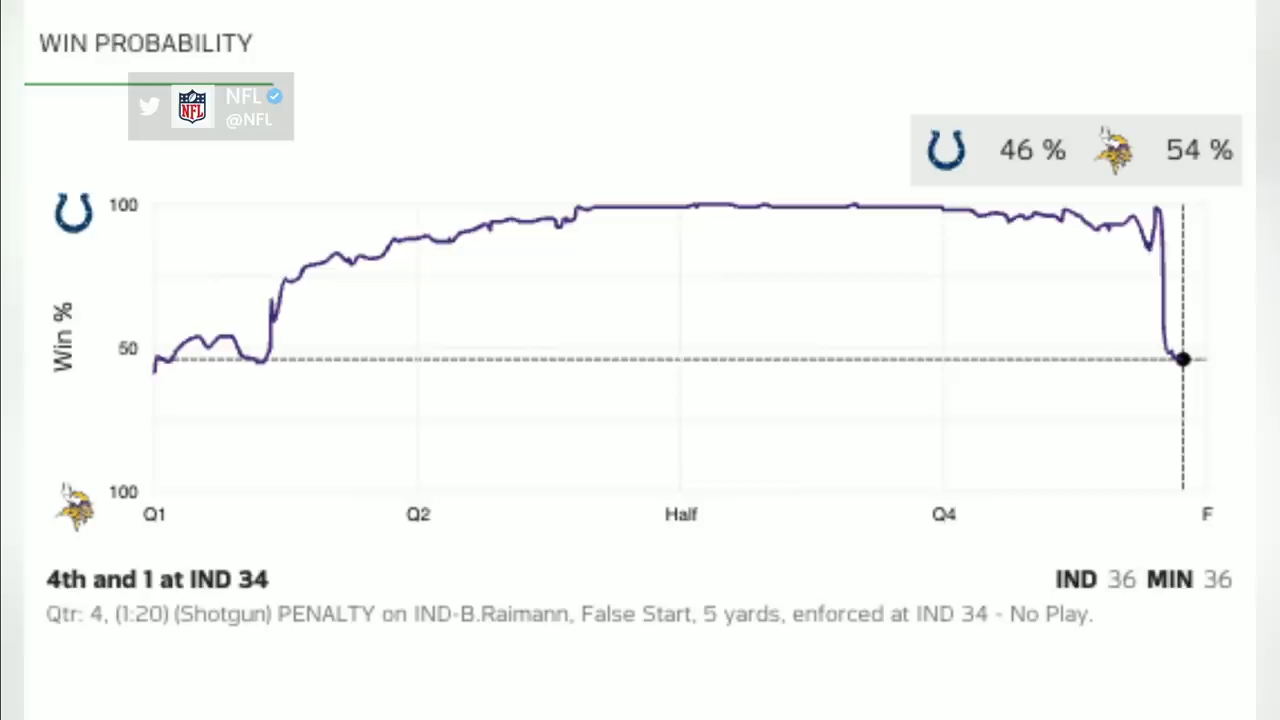 WIN PROBABILITY
NFL
@NFL
NFL
46 % 54 %
100
Win %
50
100
Q1 Q2 Half Q4 F
4th and 1 at IND 34
IND 36 MIN 36
Qtr: 4, (1:20) (Shotgun) PENALTY on IND-B.Raimann, False Start, 5 yards, enforced at IND 34 - No Play.